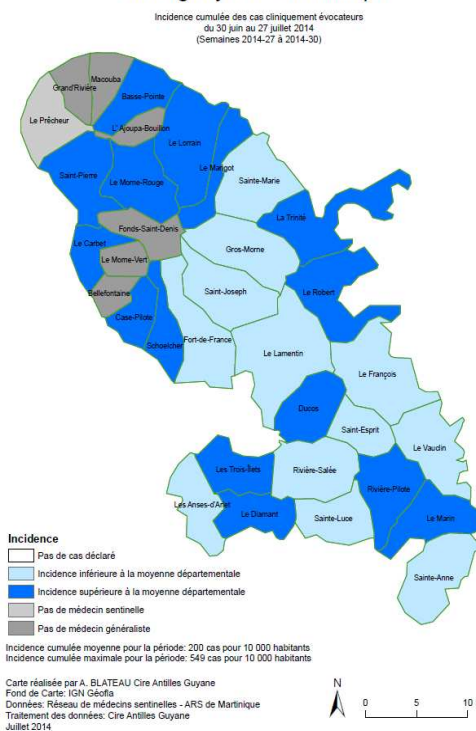 Incidence cumulée des cas cliniquement évocateurs
du 30 juin au 27 juillet 2014
(Semaines 2014-27 à 2014-30)
Macouba
Grand'Rivière
Basse-Pointe
Le Prêcheur
L'Ajoupa-Bouillon
Le Lorrain
Le Marigot
Saint-Pierre
Le Morne-Rouge
Sainte-Marie
La Trinité
Fonds-Saint-Denis
Le Carbet
Gros-Morne
Le Morne-Vert
Saint-Joseph
Bellefontaine
Le Robert
Case-Pilote
Schoelcher
Fort-de-France
Le Lamentin
Le François
Ducos
Saint-Esprit
Le Vauclin
Les Trois-Îlets
Rivière-Salée
Rivière-Pilote
Les Anses-d'Arlet
Le Diamant
Sainte-Luce
Le Marin
Sainte-Anne
Incidence
Pas de cas déclaré
Incidence inférieure à la moyenne départementale
Incidence supérieure à la moyenne départementale
Pas de médecin sentinelle
Pas de médecin généraliste
Incidence cumulée moyenne pour la période: 200 cas pour 10 000 habitants
Incidence cumulée maximale pour la période: 549 cas pour 10 000 habitants
Carte réalisée par A. BLATEAU Cire Antilles Guyane
Fond de Carte: IGN Géofla
Données: Réseau de médecins sentinelles - ARS de Martinique
Traitement des données: Cire Antilles Guyane
Juillet 2014
N
0 5 10